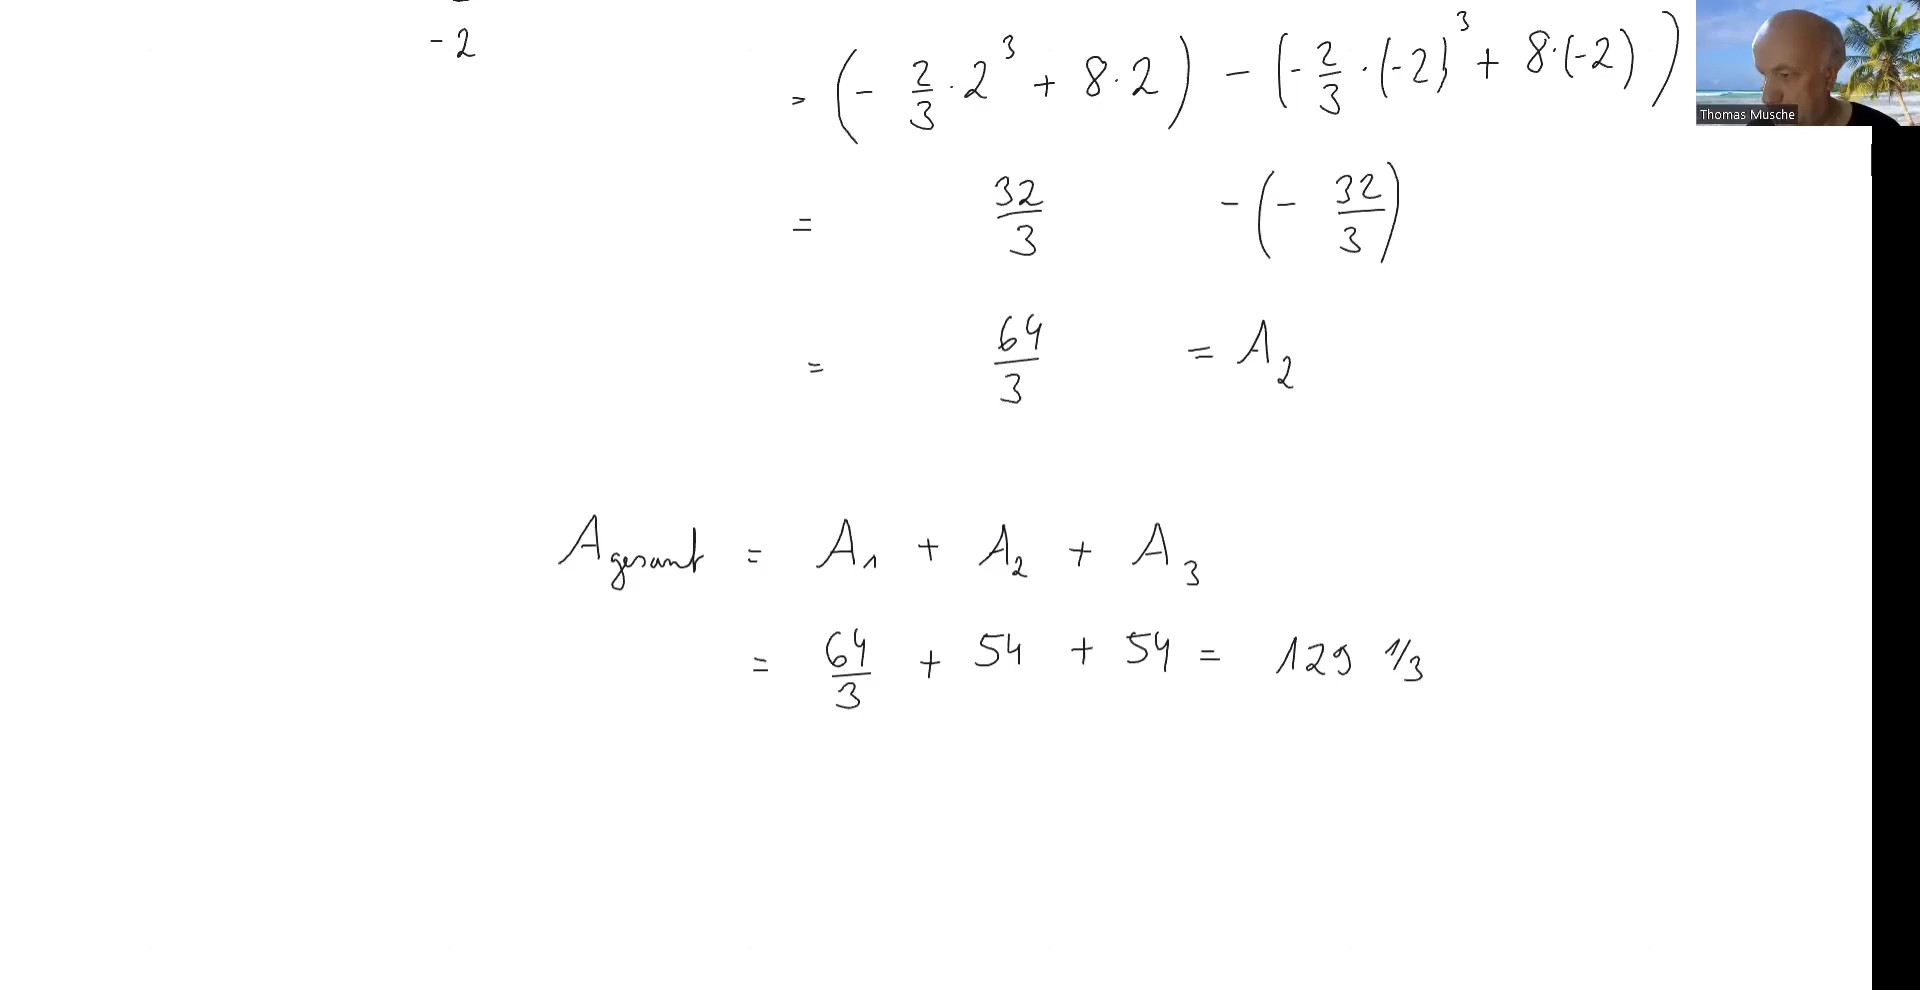 -2
= (- 2/3 · 2³ + 8·2) - (- 2/3 · (-2)³ + 8·(-2))
Thomas Musche
= 32/3 -(- 32/3)
= 64/3 = A₂
A gesamt = A₁ + A₂ + A₃
= 64/3 + 54 + 54 = 129 1/3